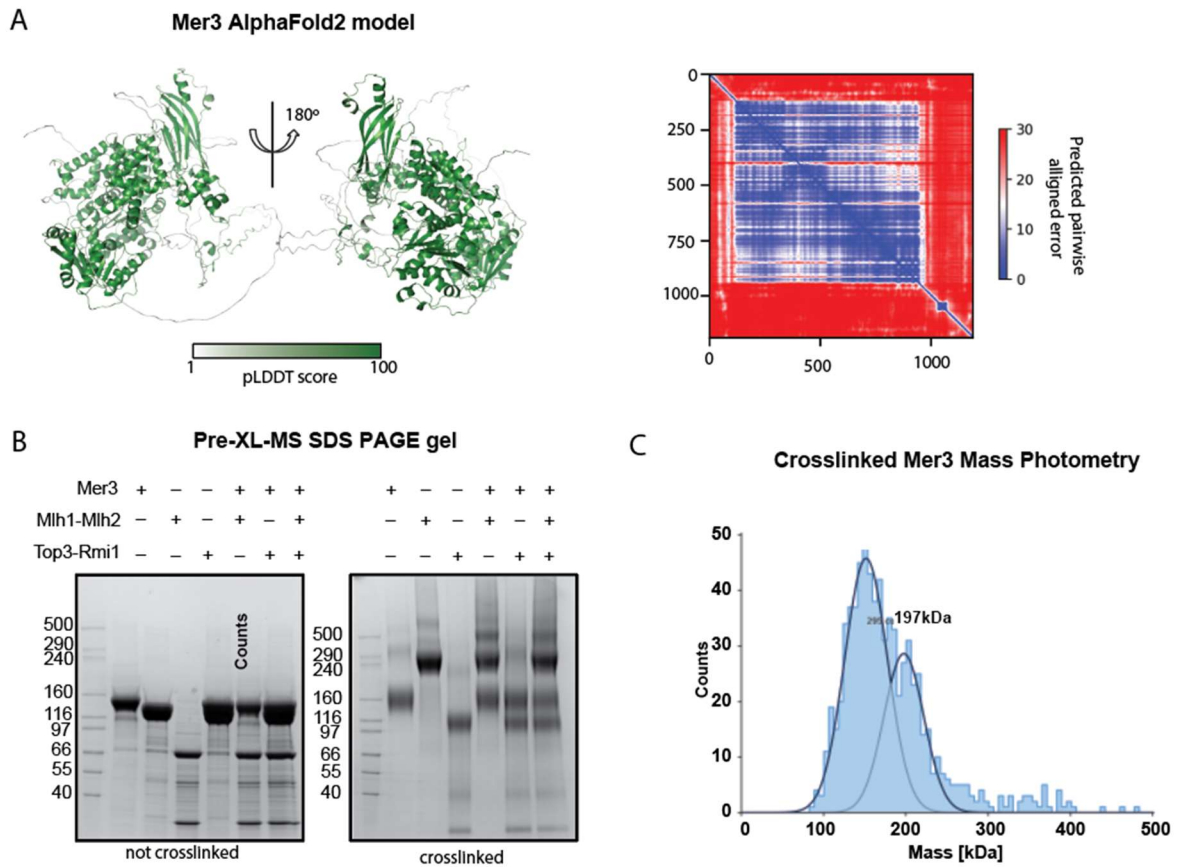 A
Mer3 AlphaFold2 model
180º
1
100
pLDDT score
0
250
500
750
1000
0
500
1000
30
20
10
0
Predicted pairwise
alligned error
B
Pre-XL-MS SDS PAGE gel
Mer3 + – – + + + + – – + + +
Mlh1-Mlh2 – + – + – + – + – + – +
Top3-Rmi1 – – + – + + – – + – + +
500
290
240
160
116
97
66
55
40
Counts
not crosslinked
500
290
240
160
116
97
66
55
40
crosslinked
C
Crosslinked Mer3 Mass Photometry
50
40
30
20
10
0
Counts
197kDa
0 100 200 300 400 500
Mass [kDa]